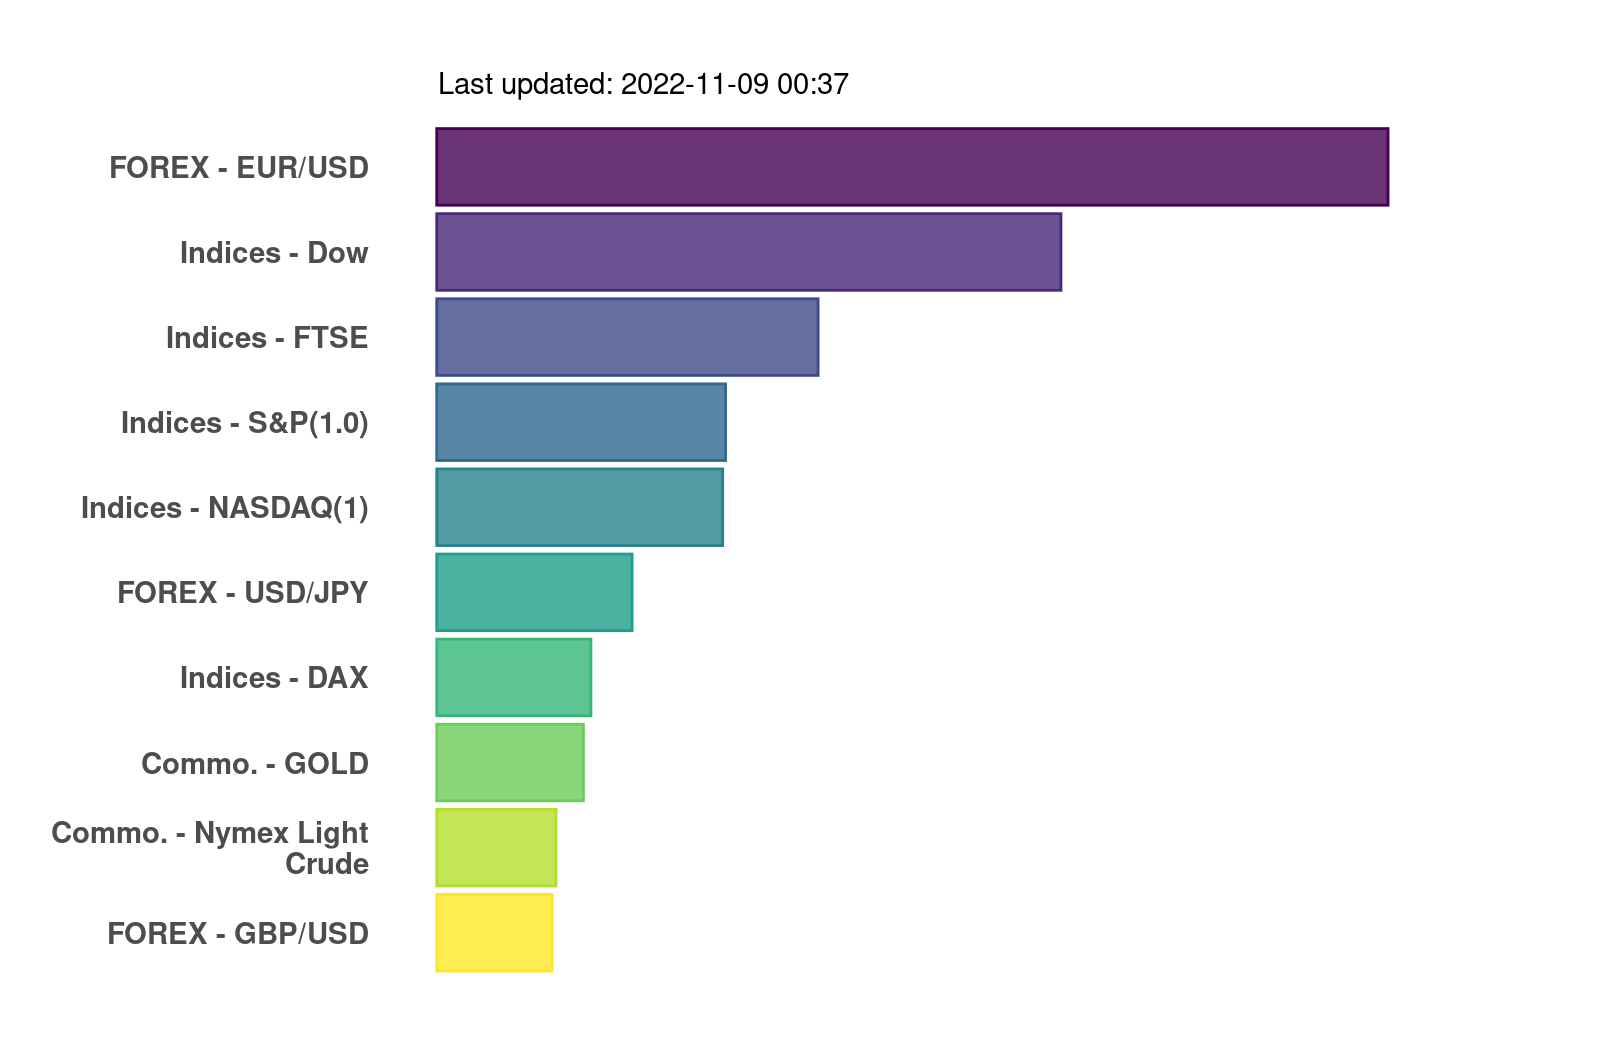 Last updated: 2022-11-09 00:37
FOREX - EUR/USD
Indices - Dow
Indices - FTSE
Indices - S&P(1.0)
Indices - NASDAQ(1)
FOREX - USD/JPY
Indices - DAX
Commo. - GOLD
Commo. - Nymex Light
Crude
FOREX - GBP/USD